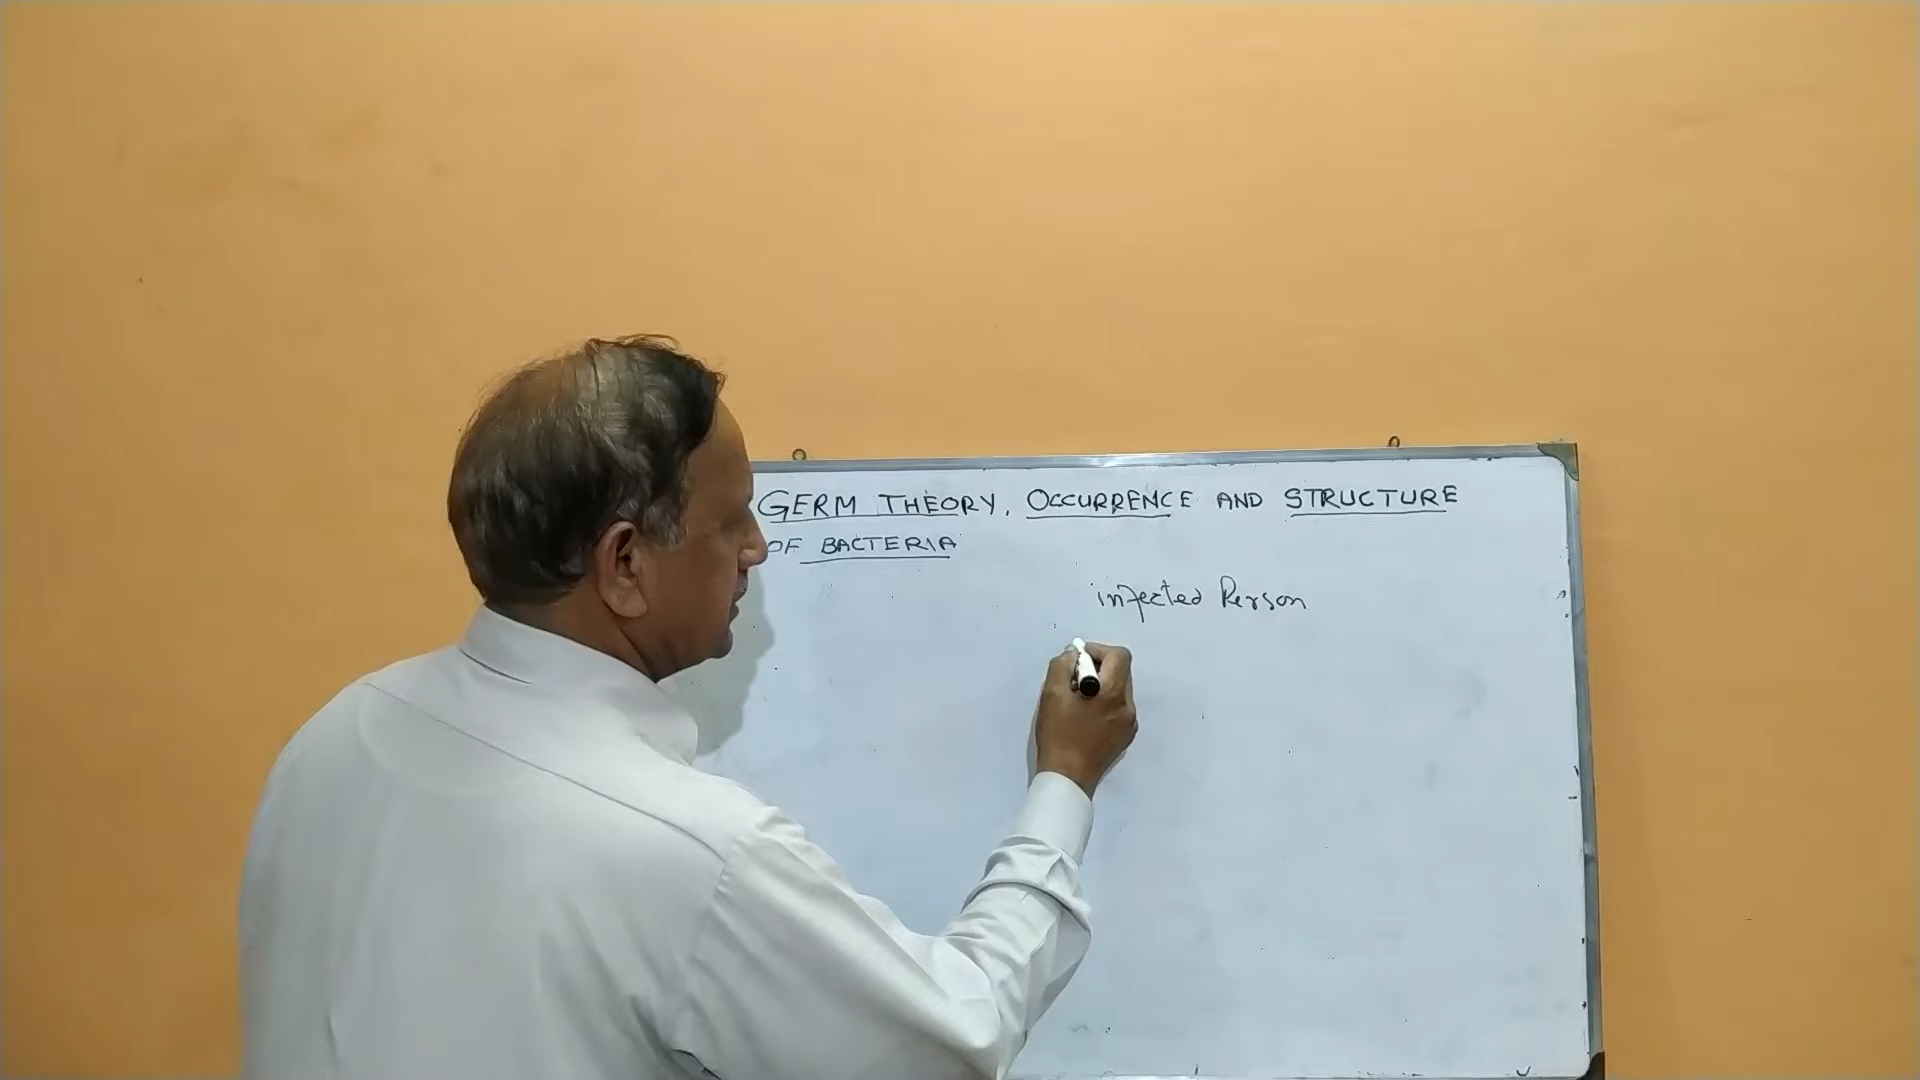 GERM THEORY, OCCURRENCE AND STRUCTURE
OF BACTERIA
infected Person